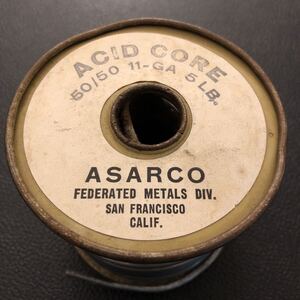 ACID CORE
50/50 11-GA 5 LB.
ASARCO
FEDERATED METALS DIV.
SAN FRANCISCO
CALIF.